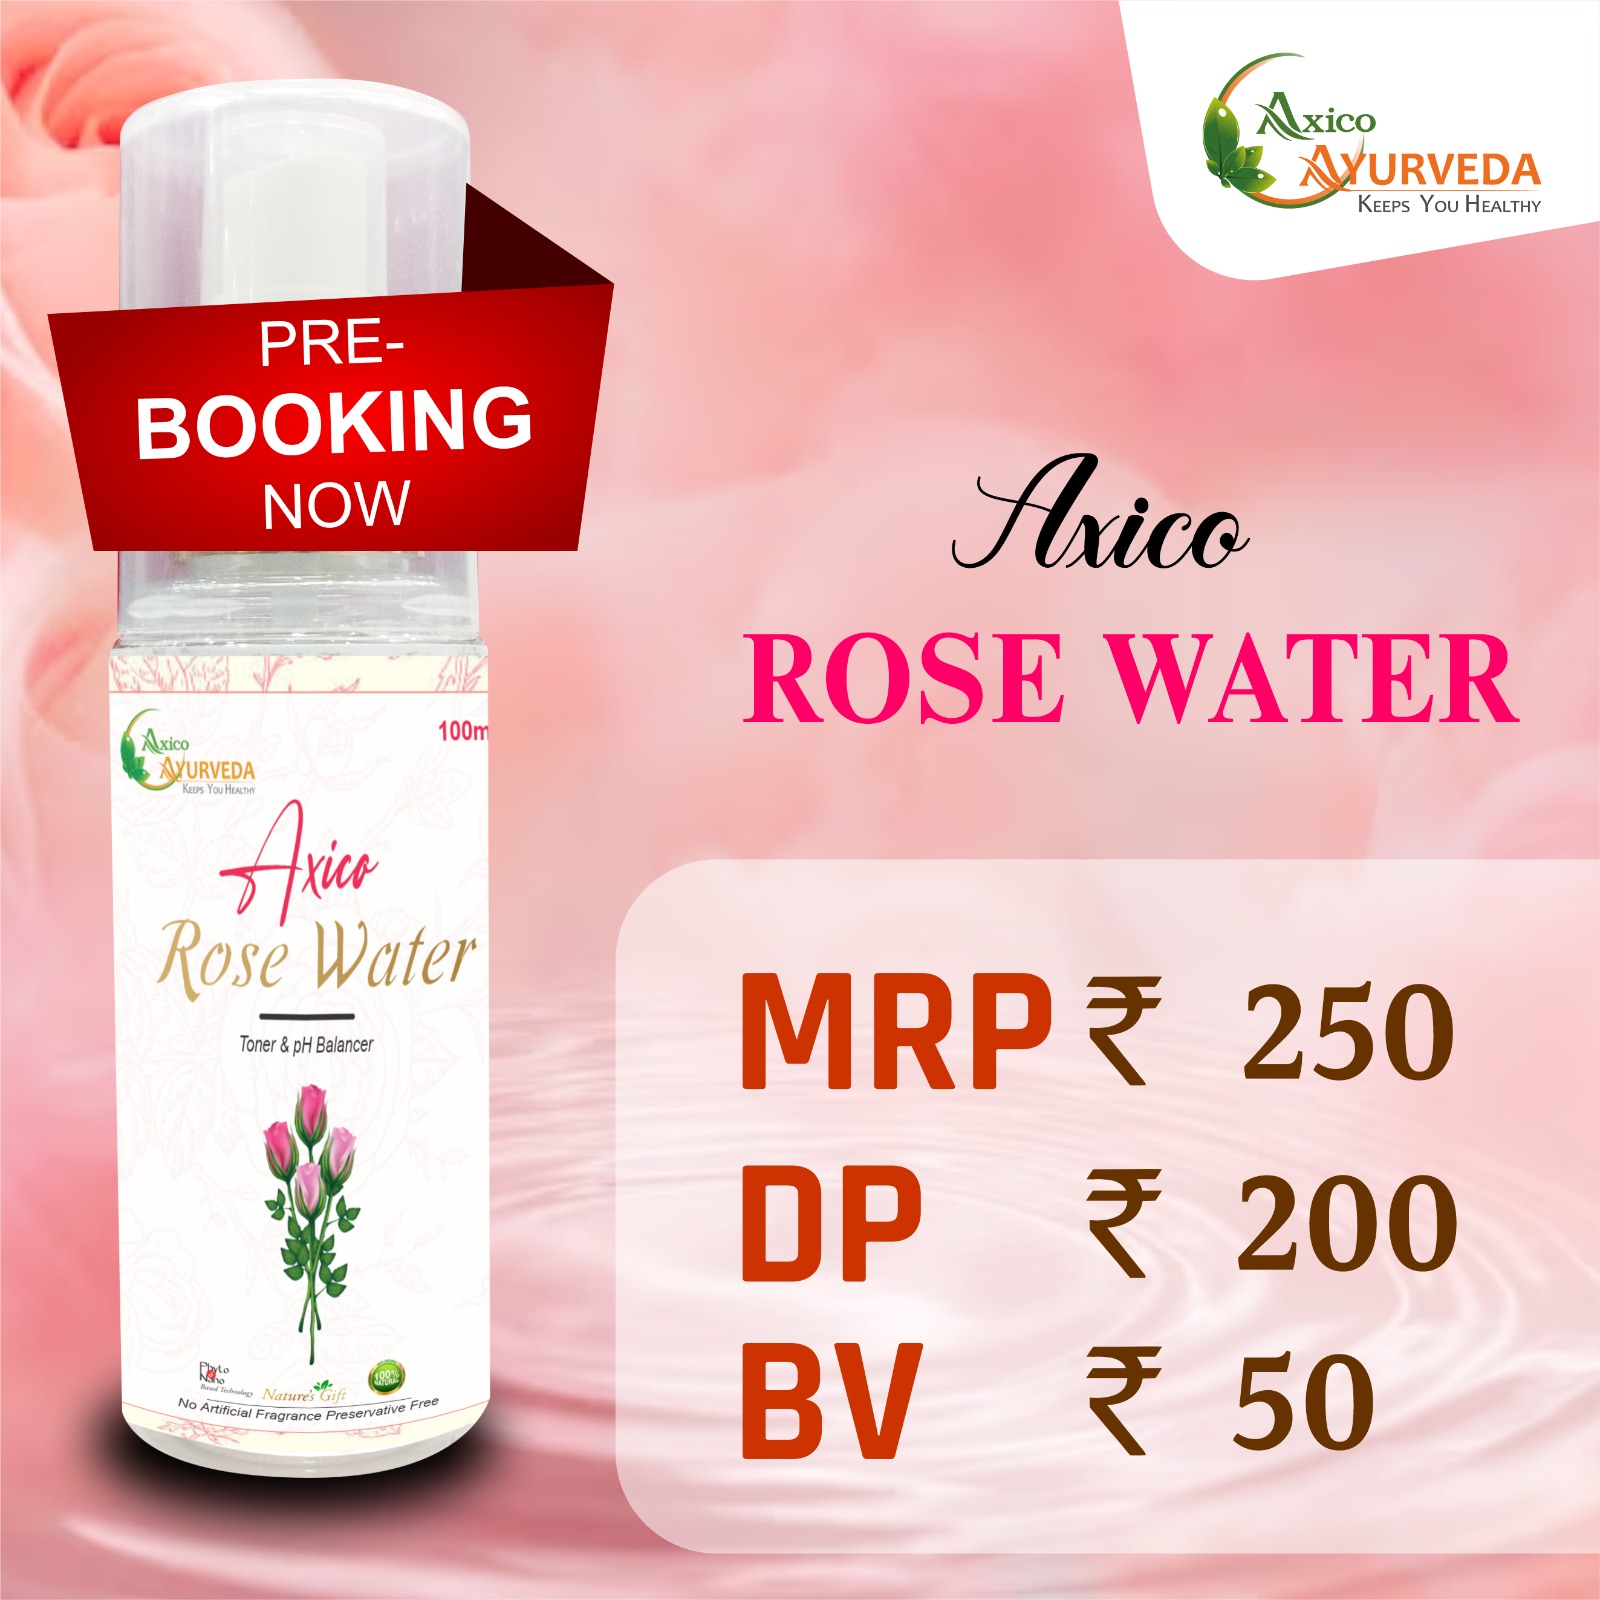 Axico
AYURVEDA
KEEPS YOU HEALTHY
PRE-
BOOKING
NOW
Axico
ROSE WATER
MRP ₹ 250
DP ₹ 200
BV ₹ 50
100m
Axico
AYURVEDA
KEEPS YOU HEALTHY
Axico
Rose Water
Toner & pH Balancer
Phyto
Nano
Based Technology
Nature's Gift
100%
NATURAL
No Artificial Fragrance Preservative Free